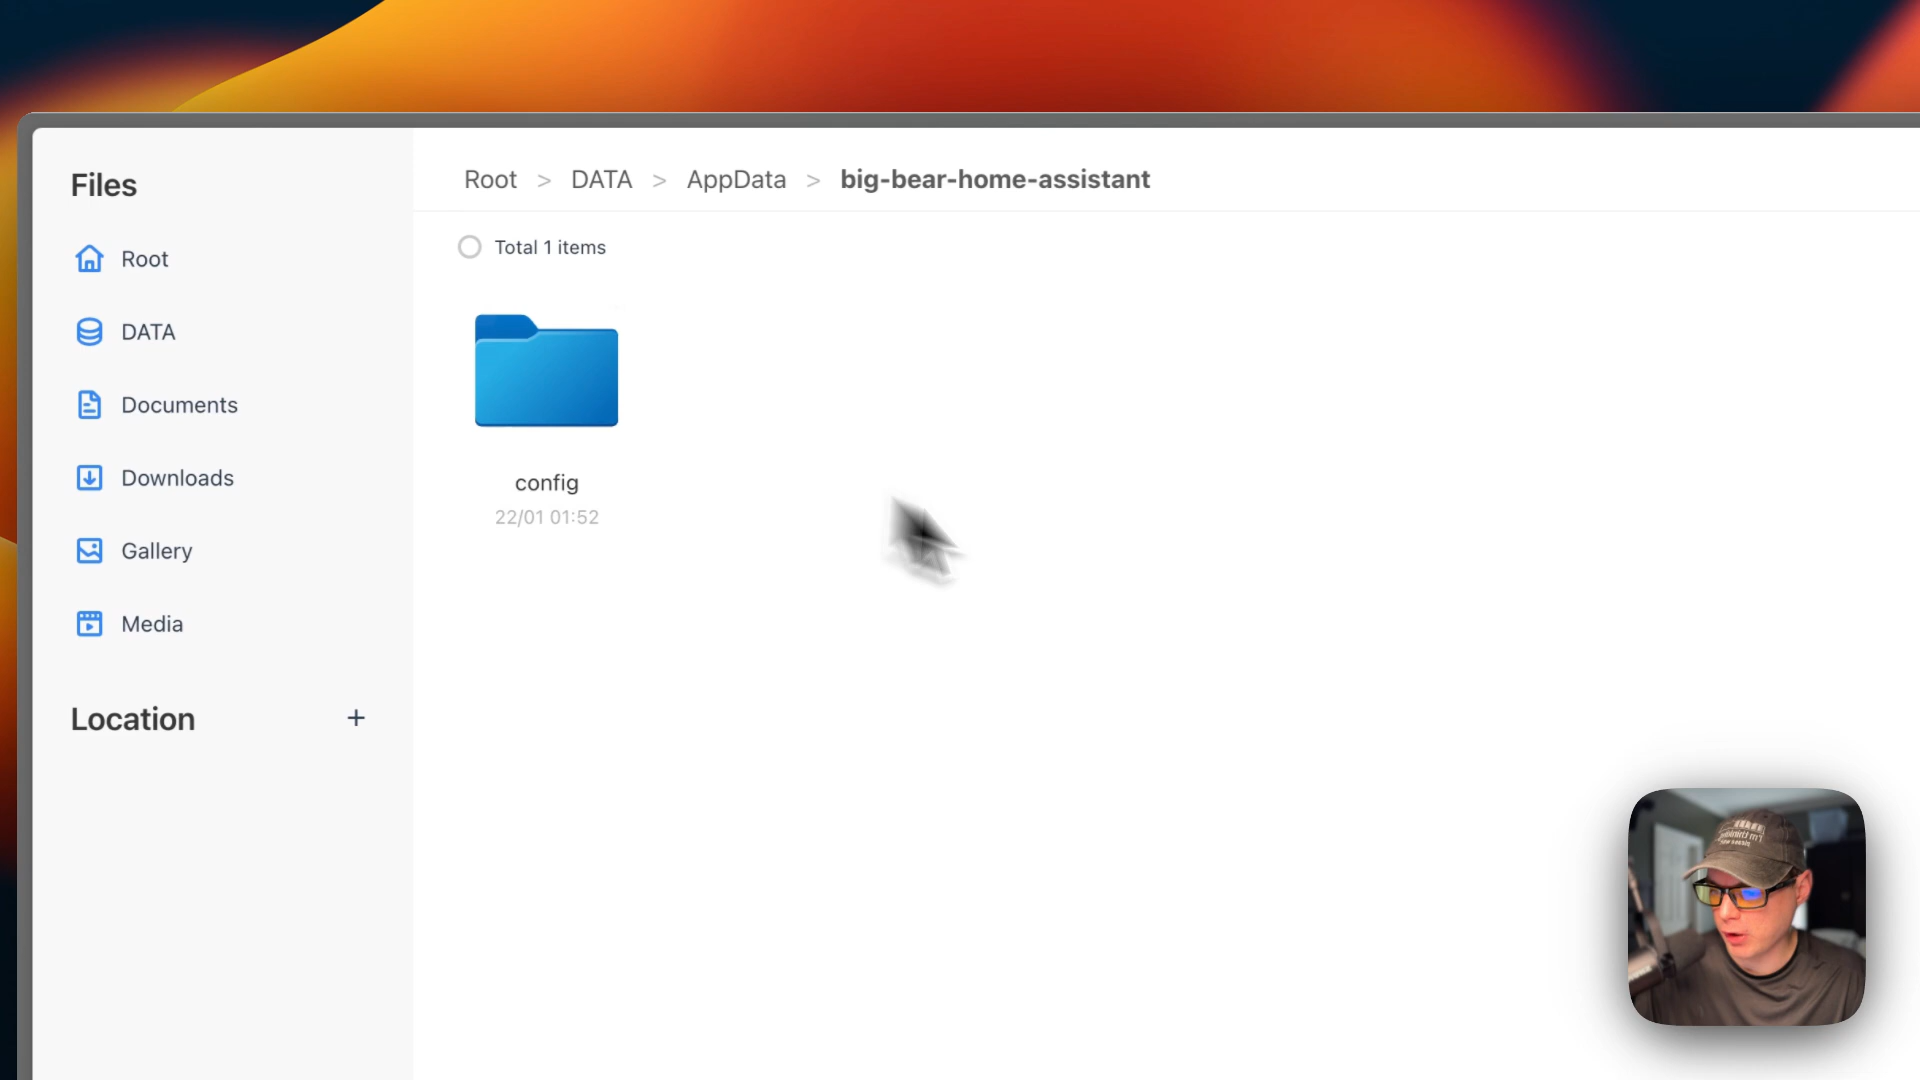 Files
Root
DATA
Documents
Downloads
Gallery
Media
Location +
Root > DATA > AppData > big-bear-home-assistant
Total 1 items
config
22/01 01:52